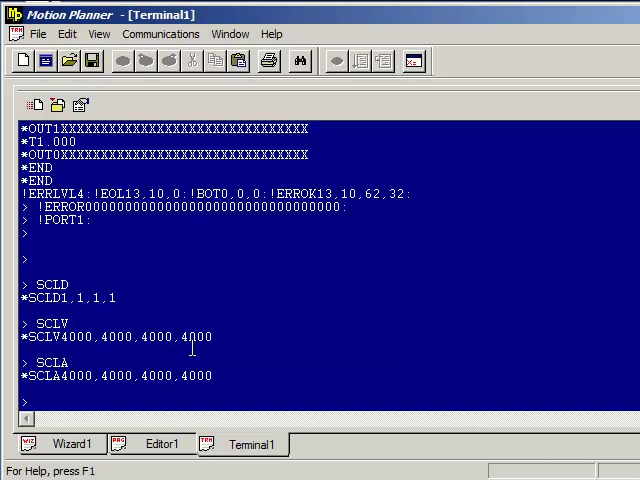 Motion Planner - [Terminal1]
File Edit View Communications Window Help
*OUT1XXXXXXXXXXXXXXXXXXXXXXXXXXXXXXX
*T1.000
*OUT0XXXXXXXXXXXXXXXXXXXXXXXXXXXXXXX
*END
*END
!ERRLVL4:!EOL13,10,0:!BOT0,0,0:!ERROK13,10,62,32:
> !ERROR00000000000000000000000000000000:
> !PORT1:
>
>
> SCLD
*SCLD1,1,1,1
> SCLV
*SCLV4000,4000,4000,4000
> SCLA
*SCLA4000,4000,4000,4000
>
Wizard1 Editor1 Terminal1
For Help, press F1